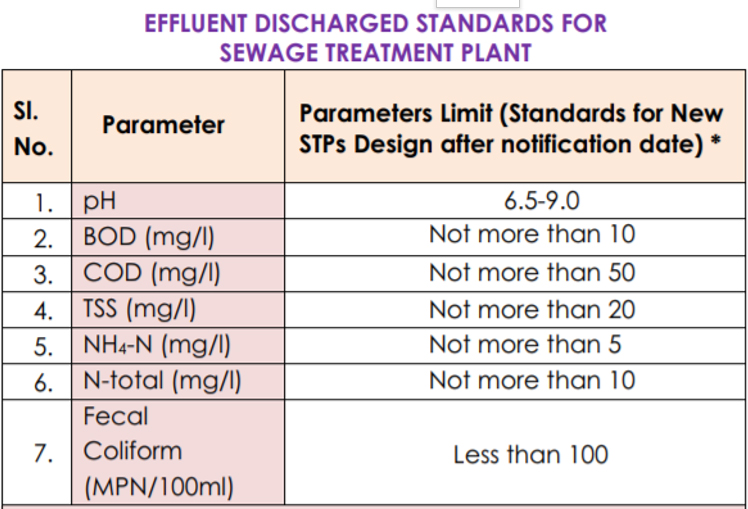 EFFLUENT DISCHARGED STANDARDS FOR
SEWAGE TREATMENT PLANT
Sl. No. Parameter Parameters Limit (Standards for New STPs Design after notification date) *
1. pH 6.5-9.0
2. BOD (mg/l) Not more than 10
3. COD (mg/l) Not more than 50
4. TSS (mg/l) Not more than 20
5. NH4-N (mg/l) Not more than 5
6. N-total (mg/l) Not more than 10
7. Fecal Coliform (MPN/100ml) Less than 100